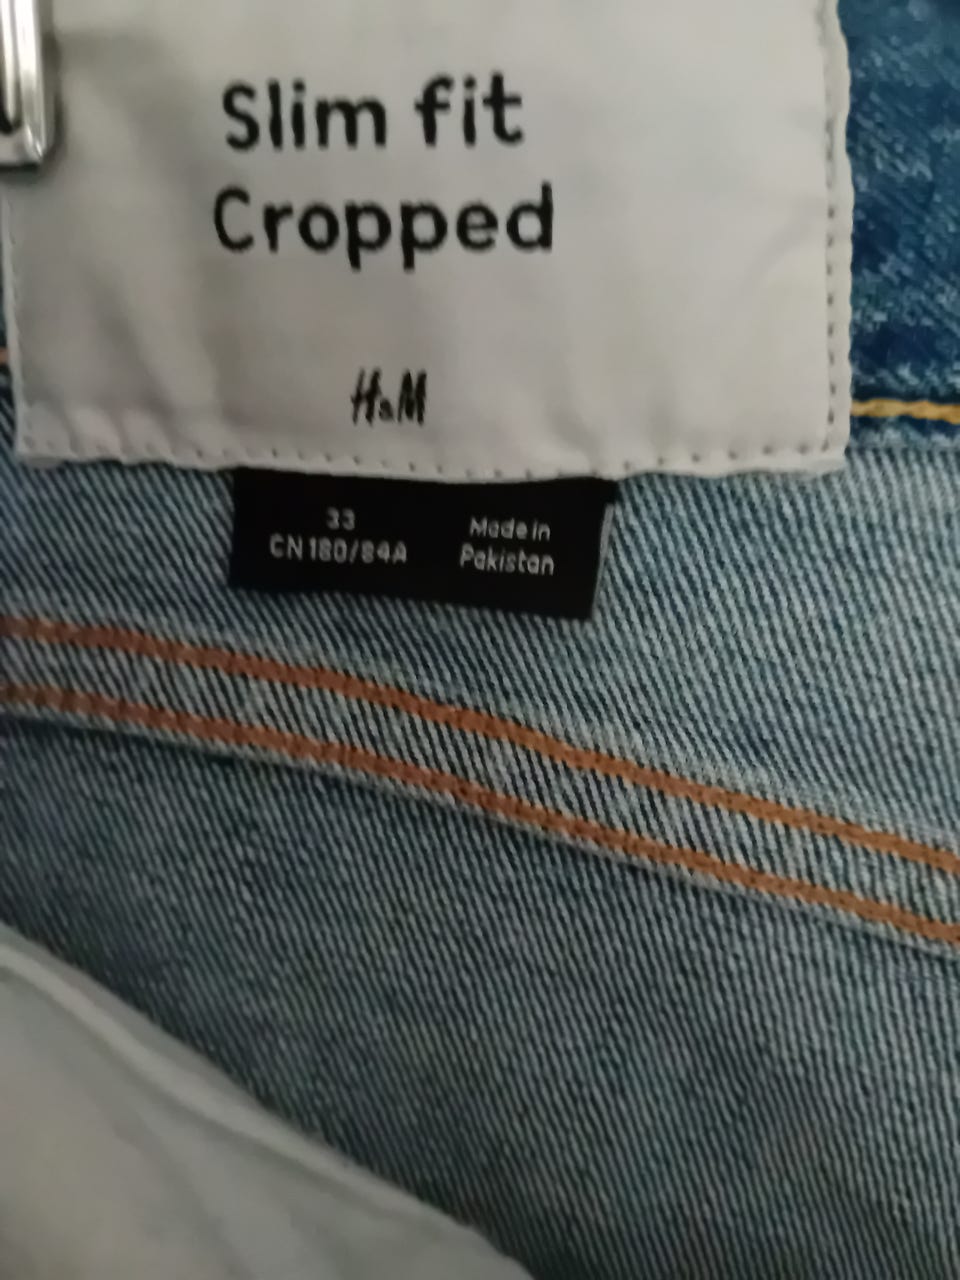 Slim fit
Cropped
H&M
33
CN 180/84A
Made in
Pakistan